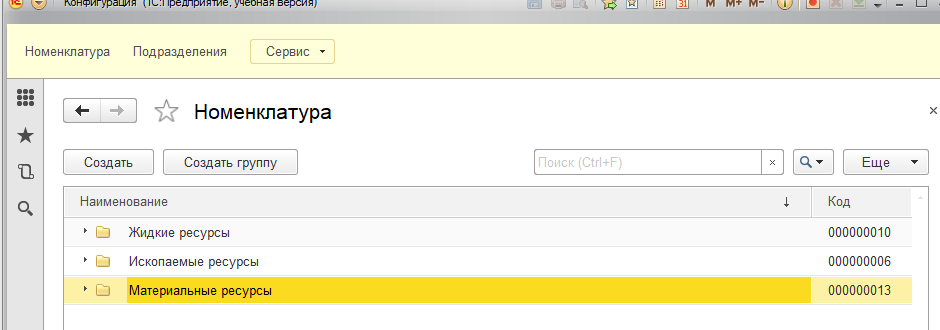 Конфигурация (1С:Предприятие, учебная версия)
M M+ M-
Номенклатура Подразделения Сервис
Номенклатура
Создать Создать группу Поиск (Ctrl+F) Еще
Наименование Код
Жидкие ресурсы 000000010
Ископаемые ресурсы 000000006
Материальные ресурсы 000000013